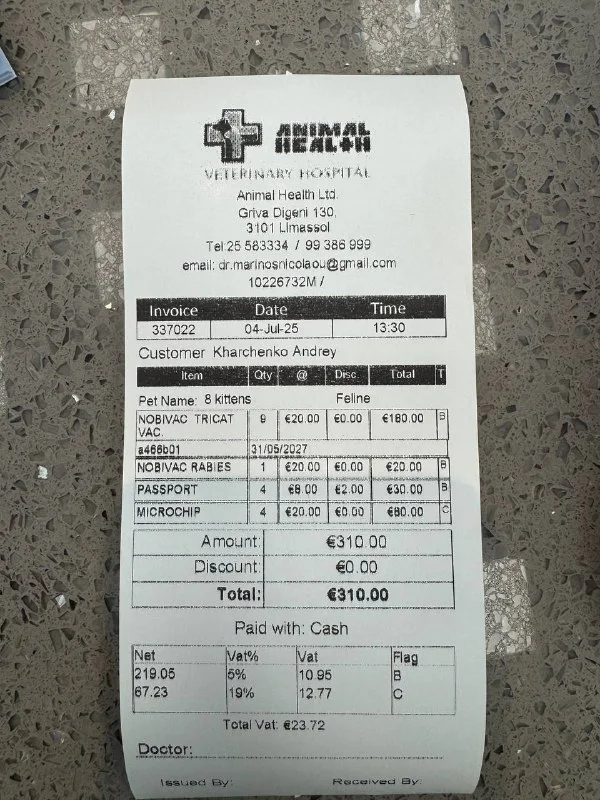 ANIMAL
HEALTH
VETERINARY HOSPITAL
Animal Health Ltd.
Griva Digeni 130,
3101 Limassol
Tel:25 583334 / 99 386 999
email: dr.marinosnicolaou@gmail.com
10226732M /
Invoice Date Time
337022 04-Jul-25 13:30
Customer Kharchenko Andrey
Item Qty @ Disc. Total T
Pet Name: 8 kittens Feline
NOBIVAC TRICAT 9 €20.00 €0.00 €180.00 B
VAC.
a466b01 31/05/2027
NOBIVAC RABIES 1 €20.00 €0.00 €20.00 B
PASSPORT 4 €8.00 €2.00 €30.00 B
MICROCHIP 4 €20.00 €0.00 €80.00 C
Amount: €310.00
Discount: €0.00
Total: €310.00
Paid with: Cash
Net Vat% Vat Flag
219.05 5% 10.95 B
67.23 19% 12.77 C
Total Vat: €23.72
Doctor:
Issued By: Received By: